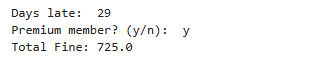 Days late:  29
Premium member? (y/n):  y
Total Fine: 725.0